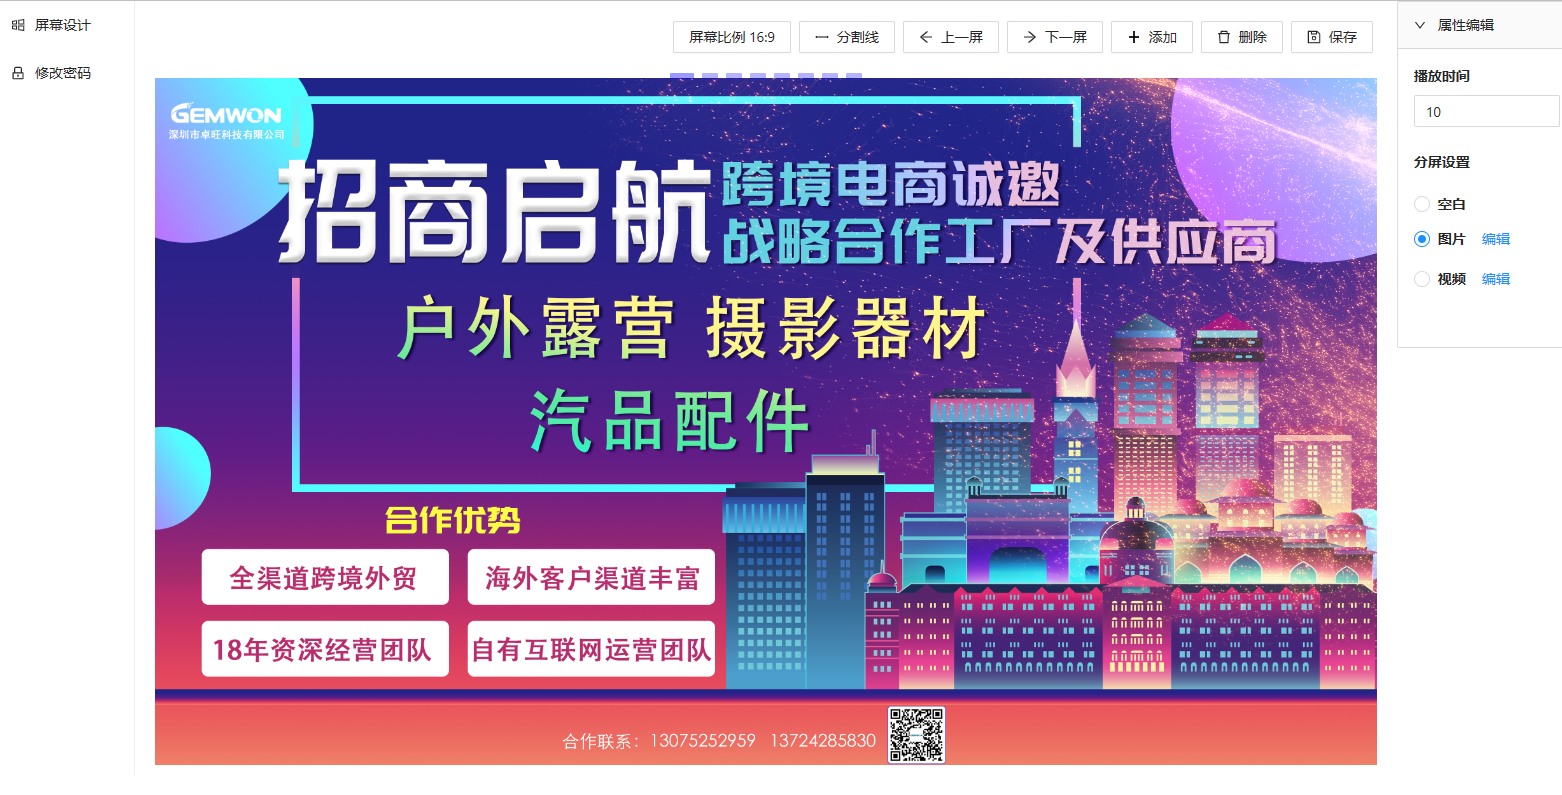 屏幕设计
修改密码
屏幕比例 16:9
分割线
上一屏
下一屏
添加
删除
保存
属性编辑
播放时间
10
分屏设置
空白
图片 编辑
视频 编辑
GEMWON
深圳市卓旺科技有限公司
招商启航
跨境电商诚邀
战略合作工厂及供应商
户外露营 摄影器材
汽品配件
合作优势
全渠道跨境外贸
海外客户渠道丰富
18年资深经营团队
自有互联网运营团队
合作联系：13075252959 13724285830